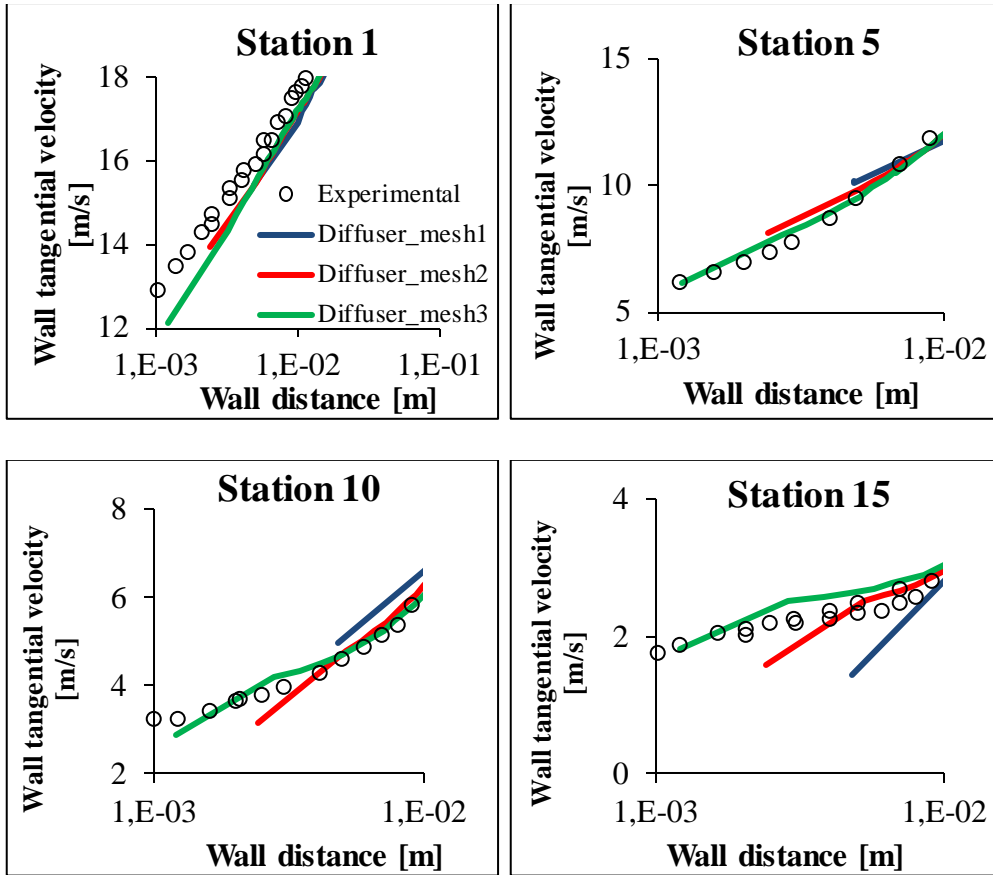 Station 1
Wall tangential velocity
[m/s]
18
16
14
12
Experimental
Diffuser_mesh1
Diffuser_mesh2
Diffuser_mesh3
1,E-03
1,E-02
1,E-01
Wall distance [m]
Station 5
Wall tangential velocity
[m/s]
15
10
5
1,E-03
1,E-02
Wall distance [m]
Station 10
Wall tangential velocity
[m/s]
8
6
4
2
1,E-03
1,E-02
Wall distance [m]
Station 15
Wall tangential velocity
[m/s]
4
2
0
1,E-03
1,E-02
Wall distance [m]